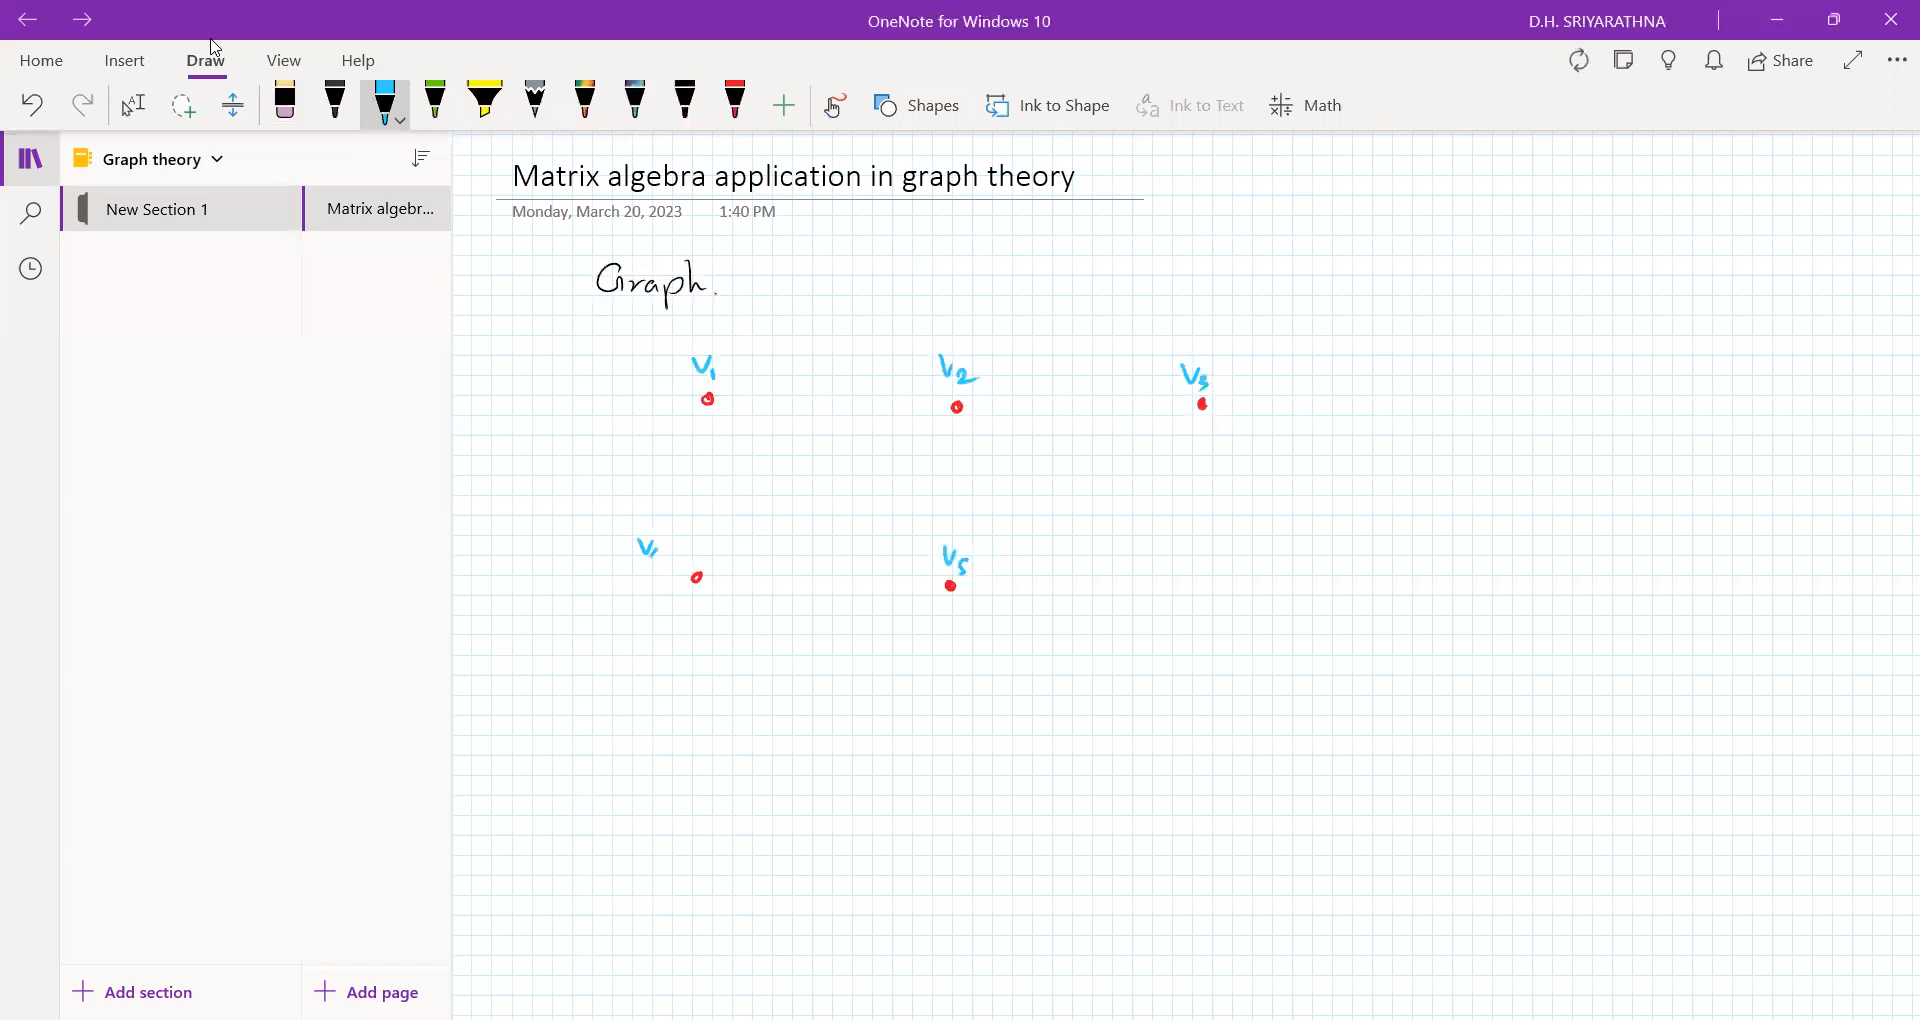 OneNote for Windows 10
D.H. SRIYARATHNA
Home Insert Draw View Help
Share
Shapes Ink to Shape Ink to Text Math
Graph theory
New Section 1
Matrix algebr...
Matrix algebra application in graph theory
Monday, March 20, 2023 1:40 PM
Graph.
V1 V2 V3
V V5
Add section
Add page